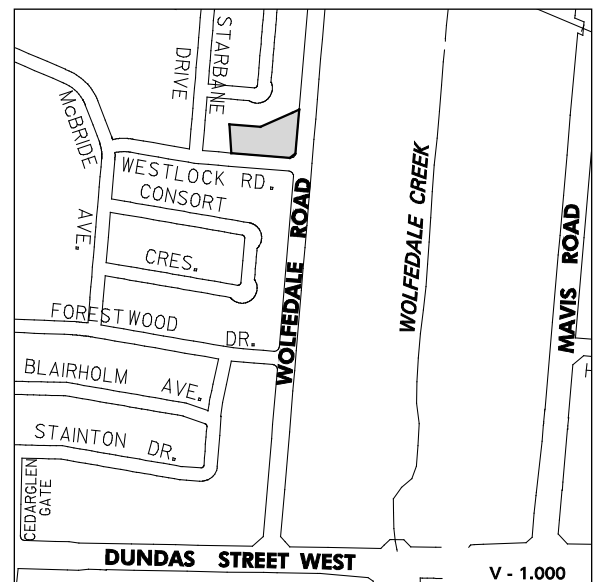 STARBANE
DRIVE
McBRIDE
AVE.
WESTLOCK RD.
CONSORT
CRES.
WOLFEDALE ROAD
WOLFEDALE CREEK
MAVIS ROAD
FORESTWOOD
DR.
BLAIRHOLM AVE.
STAINTON DR.
CEDARGLEN
GATE
DUNDAS STREET WEST
V - 1.000